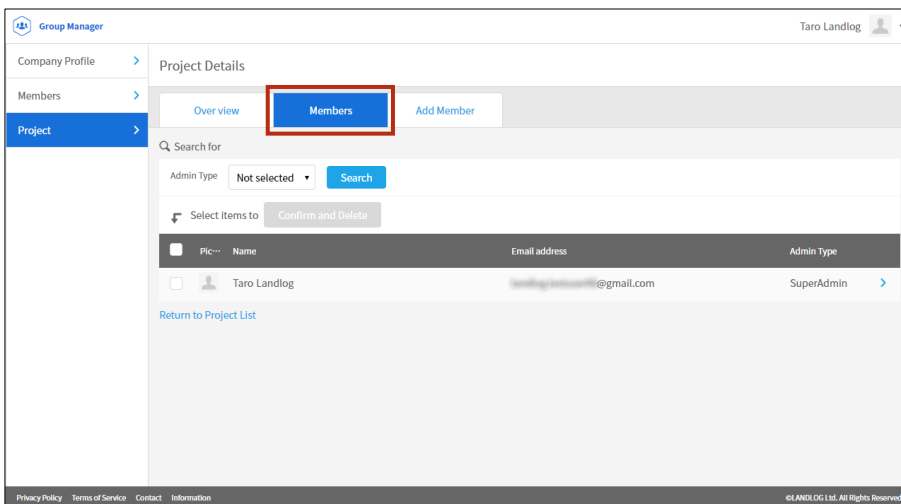 Group Manager
Taro Landlog
Company Profile
Members
Project
Project Details
Over view
Members
Add Member
Search for
Admin Type
Not selected
Search
Select items to
Confirm and Delete
Pic… Name Email address Admin Type
Taro Landlog @gmail.com SuperAdmin
Return to Project List
Privacy Policy Terms of Service Contact Information ©LANDLOG Ltd. All Rights Reserved